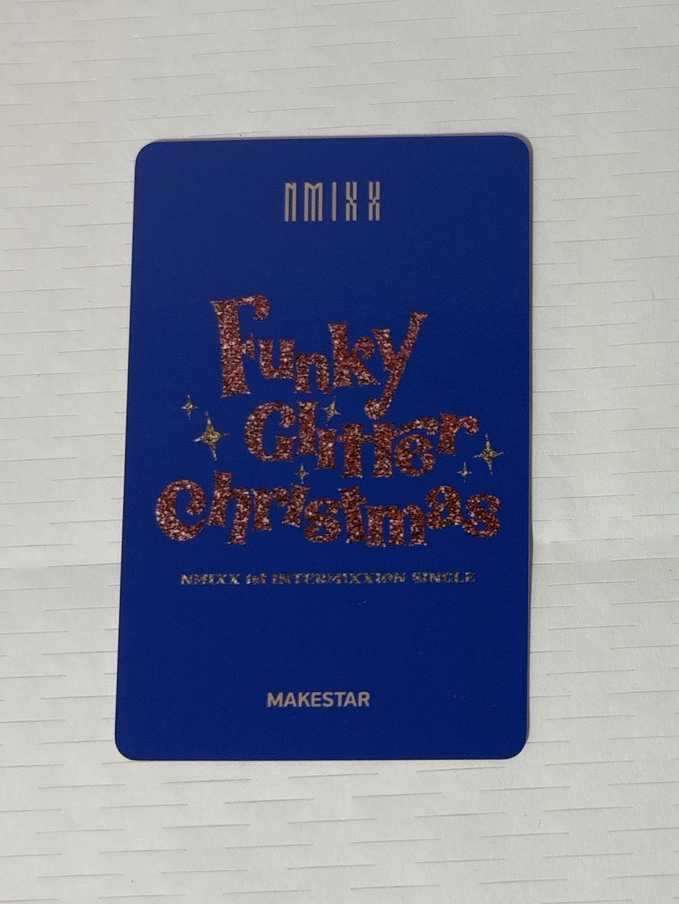 NMIXX
Funky
Glitter
Christmas
NMIXX 1st INTERMIXXION SINGLE
MAKESTAR